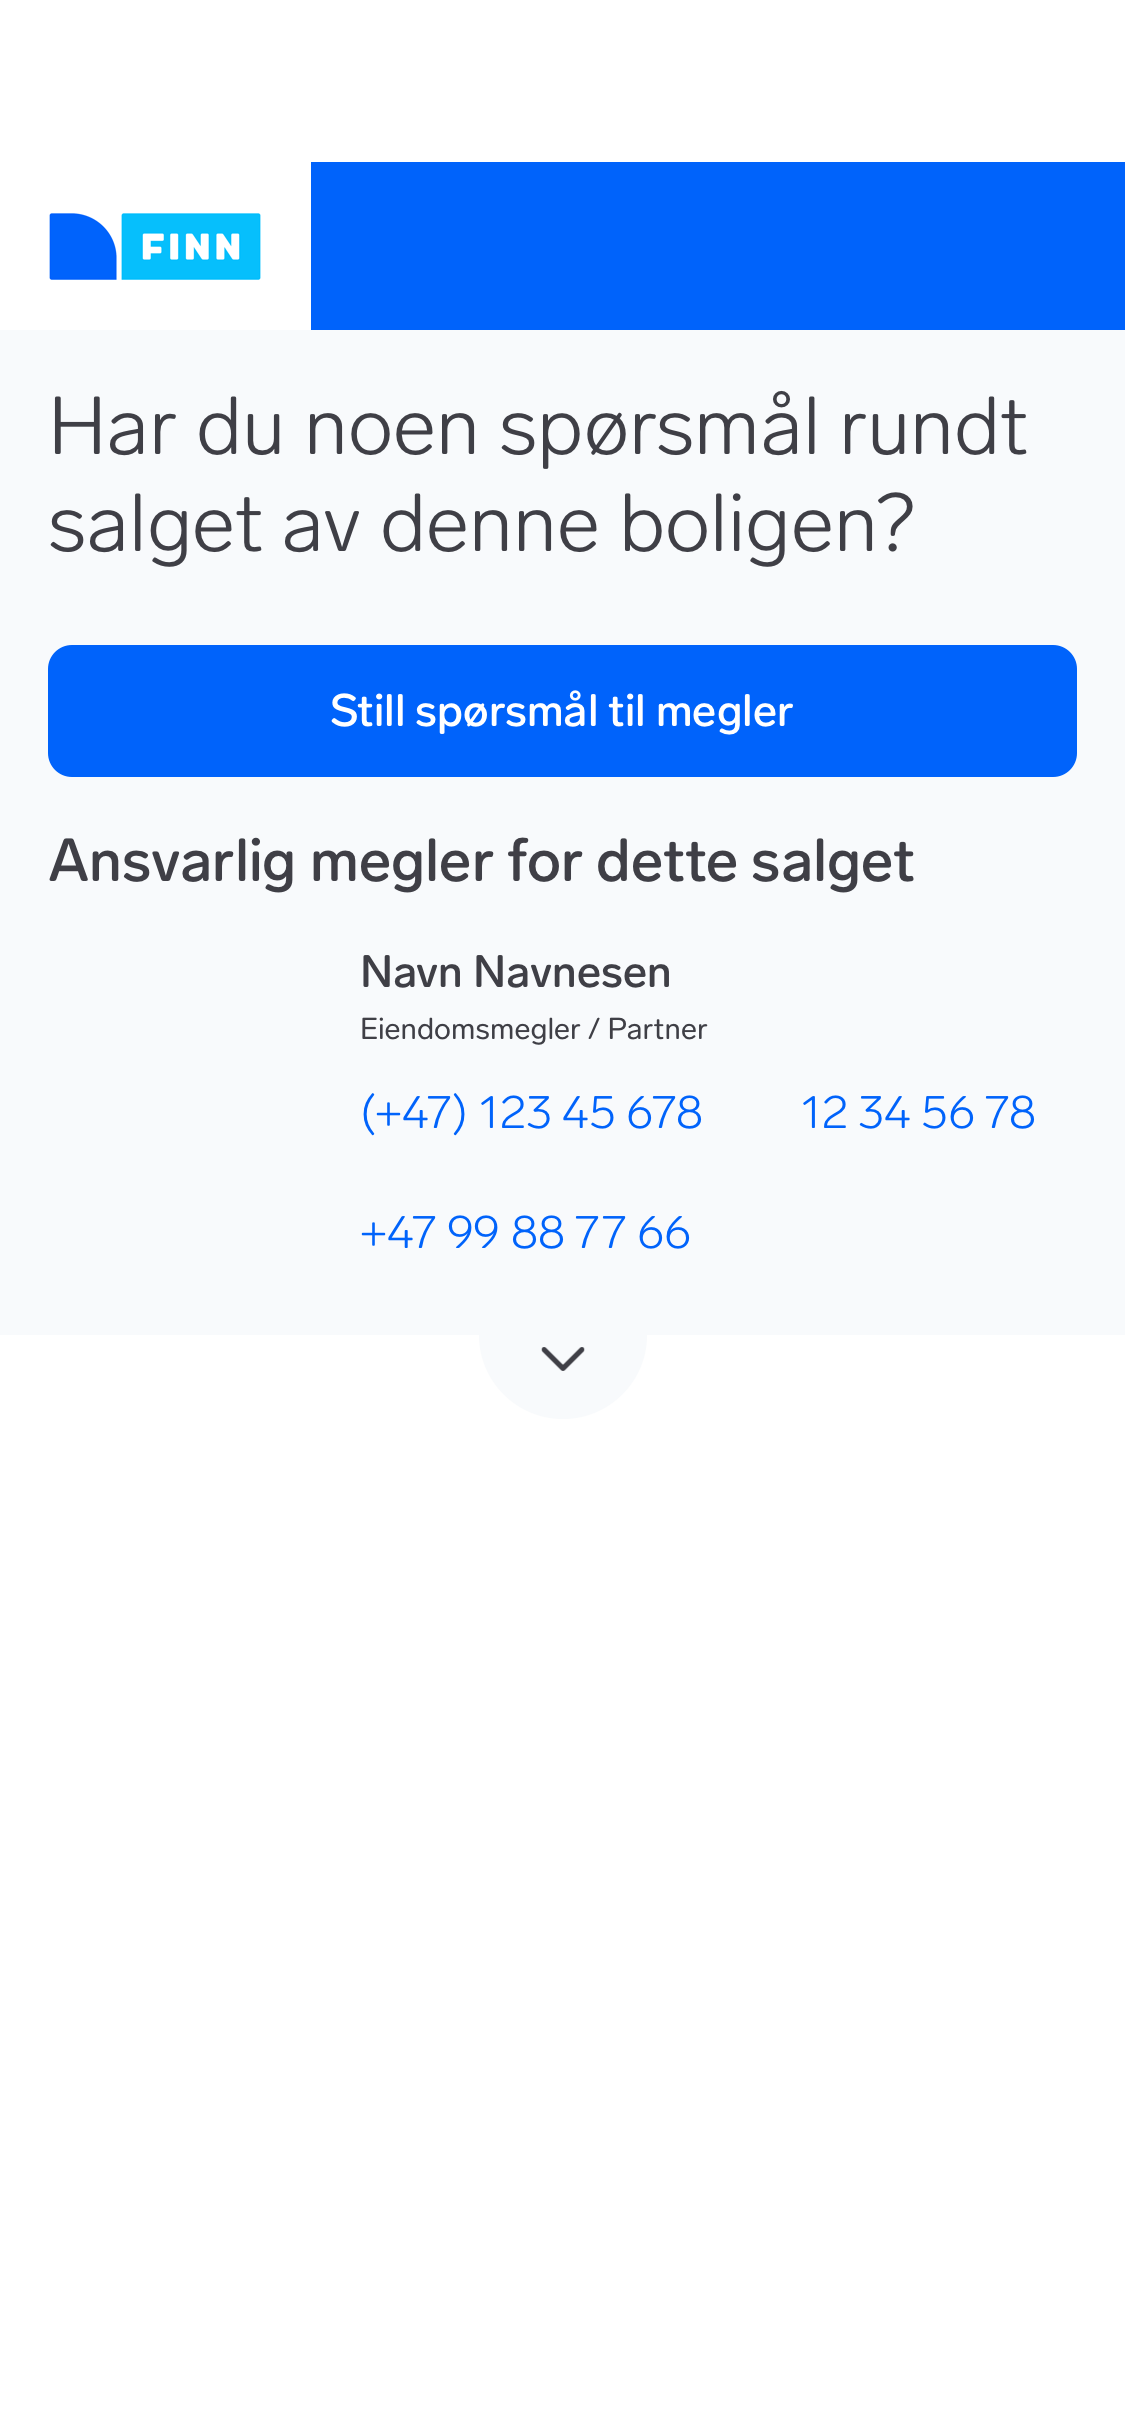 FINN
Har du noen spørsmål rundt
salget av denne boligen?
Still spørsmål til megler
Ansvarlig megler for dette salget
Navn Navnesen
Eiendomsmegler / Partner
(+47) 123 45 678 12 34 56 78
+47 99 88 77 66